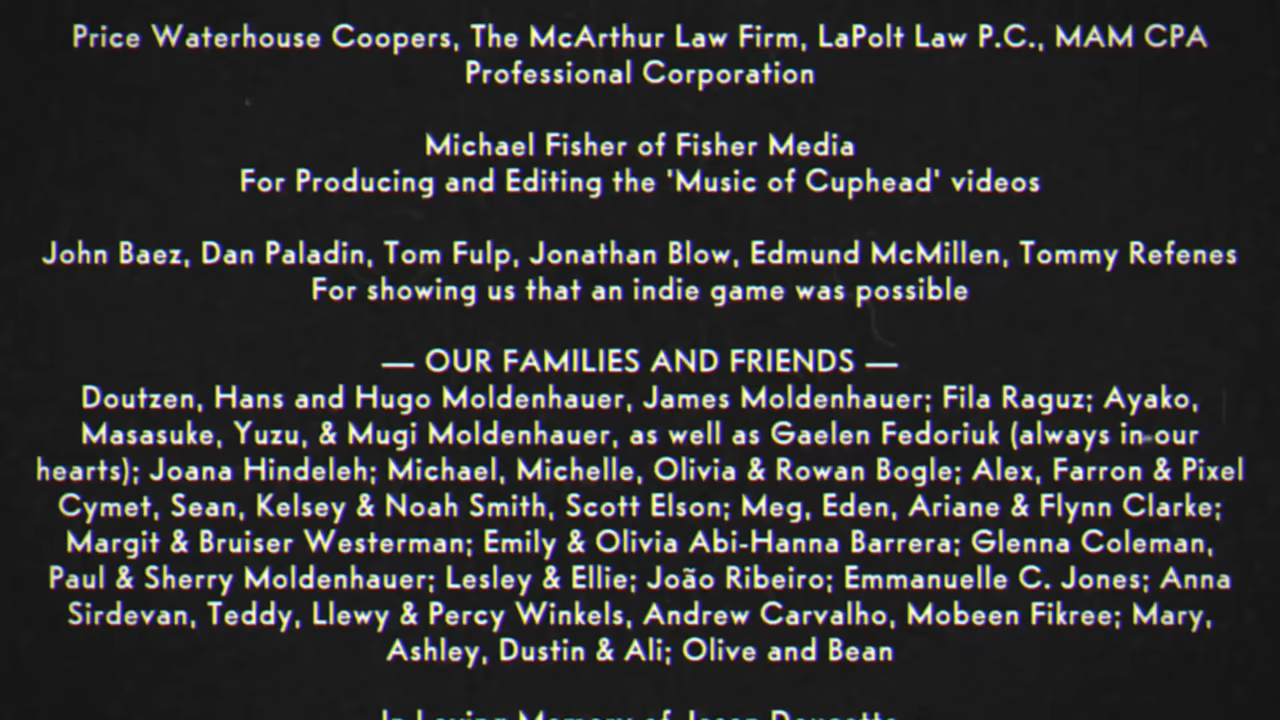 Price Waterhouse Coopers, The McArthur Law Firm, LaPolt Law P.C., MAM CPA
Professional Corporation
Michael Fisher of Fisher Media
For Producing and Editing the 'Music of Cuphead' videos
John Baez, Dan Paladin, Tom Fulp, Jonathan Blow, Edmund McMillen, Tommy Refenes
For showing us that an indie game was possible
— OUR FAMILIES AND FRIENDS —
Doutzen, Hans and Hugo Moldenhauer, James Moldenhauer; Fila Raguz; Ayako,
Masasuke, Yuzu, & Mugi Moldenhauer, as well as Gaelen Fedoriuk (always in our
hearts); Joana Hindeleh; Michael, Michelle, Olivia & Rowan Bogle; Alex, Farron & Pixel
Cymet, Sean, Kelsey & Noah Smith, Scott Elson; Meg, Eden, Ariane & Flynn Clarke;
Margit & Bruiser Westerman; Emily & Olivia Abi-Hanna Barrera; Glenna Coleman,
Paul & Sherry Moldenhauer; Lesley & Ellie; João Ribeiro; Emmanuelle C. Jones; Anna
Sirdevan, Teddy, Llewy & Percy Winkels, Andrew Carvalho, Mobeen Fikree; Mary,
Ashley, Dustin & Ali; Olive and Bean
In Loving Memory of Jason